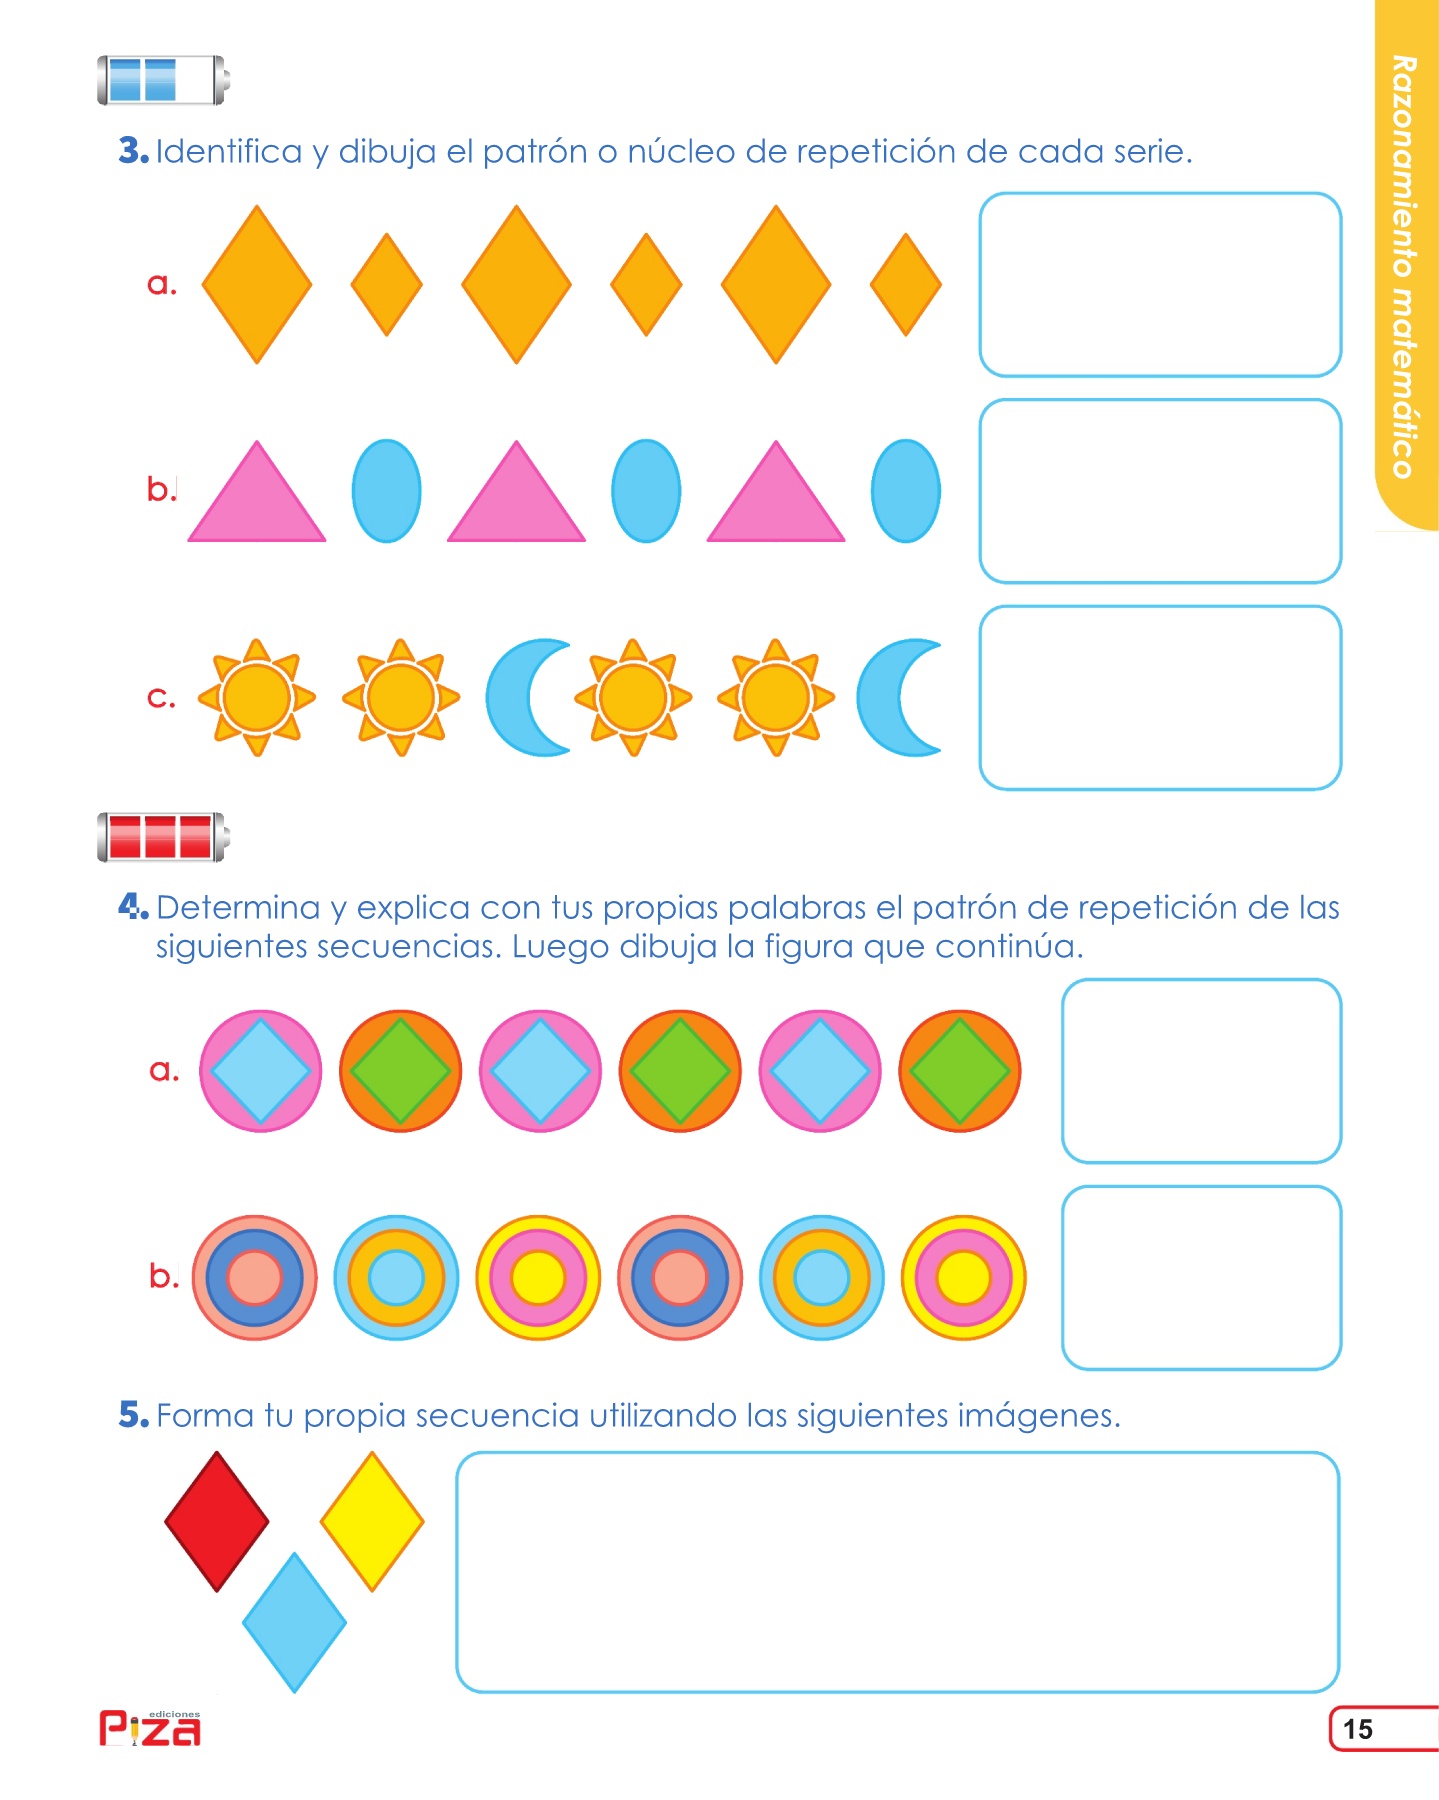 Razonamiento matemático
3. Identifica y dibuja el patrón o núcleo de repetición de cada serie.
a.
b.
c.
4. Determina y explica con tus propias palabras el patrón de repetición de las
siguientes secuencias. Luego dibuja la figura que continúa.
a.
b.
5. Forma tu propia secuencia utilizando las siguientes imágenes.
ediciones
Piza
15